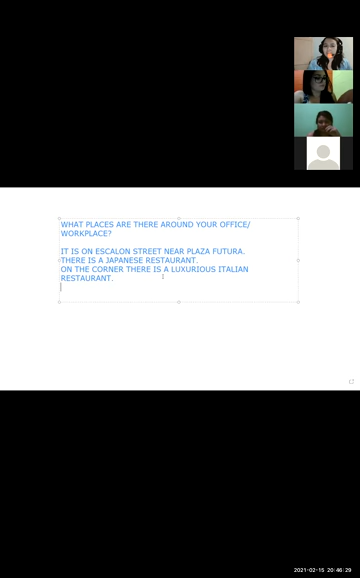 WHAT PLACES ARE THERE AROUND YOUR OFFICE/
WORKPLACE?
IT IS ON ESCALON STREET NEAR PLAZA FUTURA.
THERE IS A JAPANESE RESTAURANT.
ON THE CORNER THERE IS A LUXURIOUS ITALIAN
RESTAURANT.
2021-02-15 20:46:29